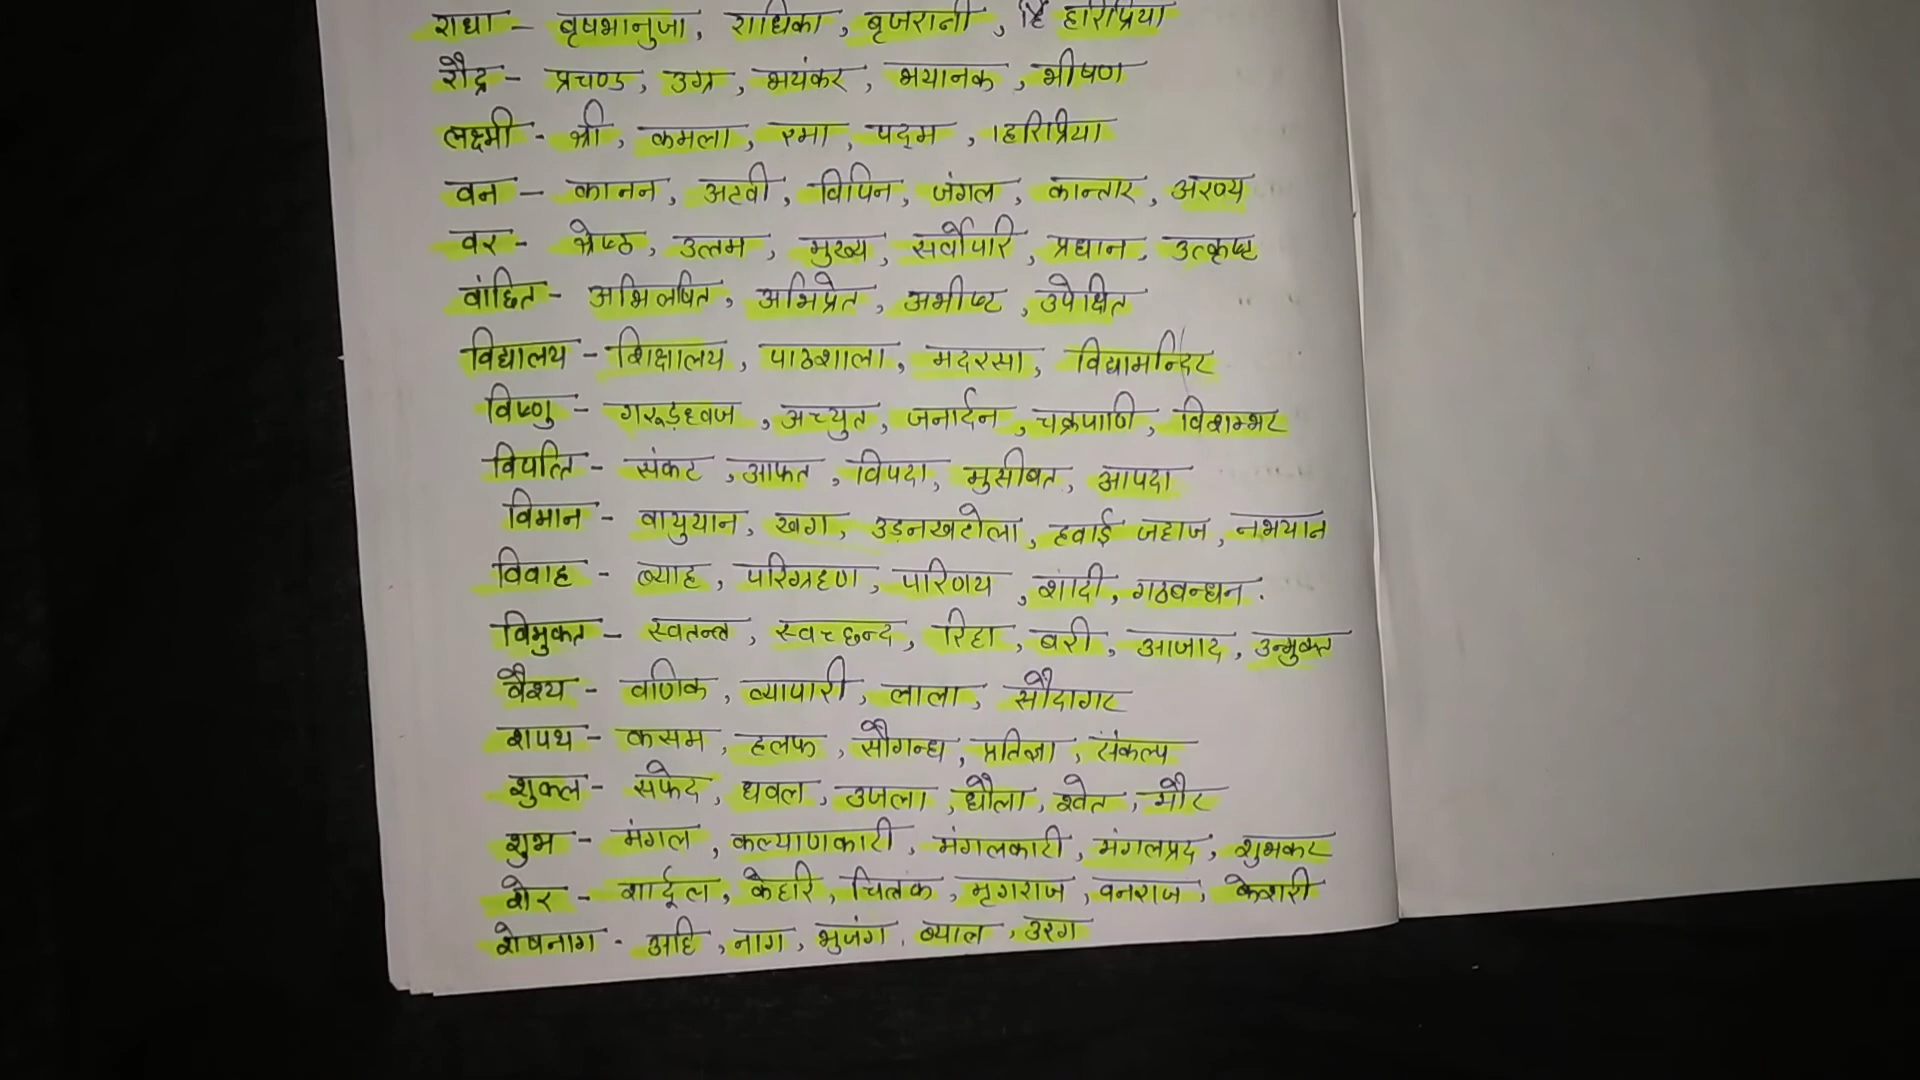 राधा - वृषभानुजा, राधिका, बृजरानी, हरिप्रिया
रौद्र - प्रचण्ड, उग्र, भयंकर, भयानक, भीषण
लक्ष्मी - श्री, कमला, रमा, पद्म, हरिप्रिया
वन - कानन, अटवी, विपिन, जंगल, कान्तार, अरण्य
वर - श्रेष्ठ, उत्तम, मुख्य, सर्वोपरि, प्रधान, उत्कृष्ट
वांछित - अभिलषित, अभिप्रेत, अभीष्ट, उपेक्षित
विद्यालय - शिक्षालय, पाठशाला, मदरसा, विद्यामन्दिर
विष्णु - गरूड़ध्वज, अच्युत, जनार्दन, चक्रपाणि, विशम्भर
विपत्ति - संकट, आफत, विपदा, मुसीबत, आपदा
विमान - वायुयान, खग, उड़नखटोला, हवाई जहाज, नभयान
विवाह - ब्याह, परिग्रहण, परिणय, शादी, गठबन्धन.
विमुक्त - स्वतन्त्र, स्वच्छन्द, रिहा, बरी, आजाद, उन्मुक्त
वैश्य - वणिक, व्यापारी, लाला, सौदागर
शपथ - कसम, हलफ, सौगन्ध, प्रतिज्ञा, संकल्प
शुक्ल - सफेद, धवल, उजला, धौला, श्वेत, गौर
शुभ - मंगल, कल्याणकारी, मंगलकारी, मंगलप्रद, शुभकर
शेर - शार्दूल, केहरि, चित्रक, मृगराज, वनराज, केशरी
शेषनाग - अहि, नाग, भुजंग, ब्याल, उरग